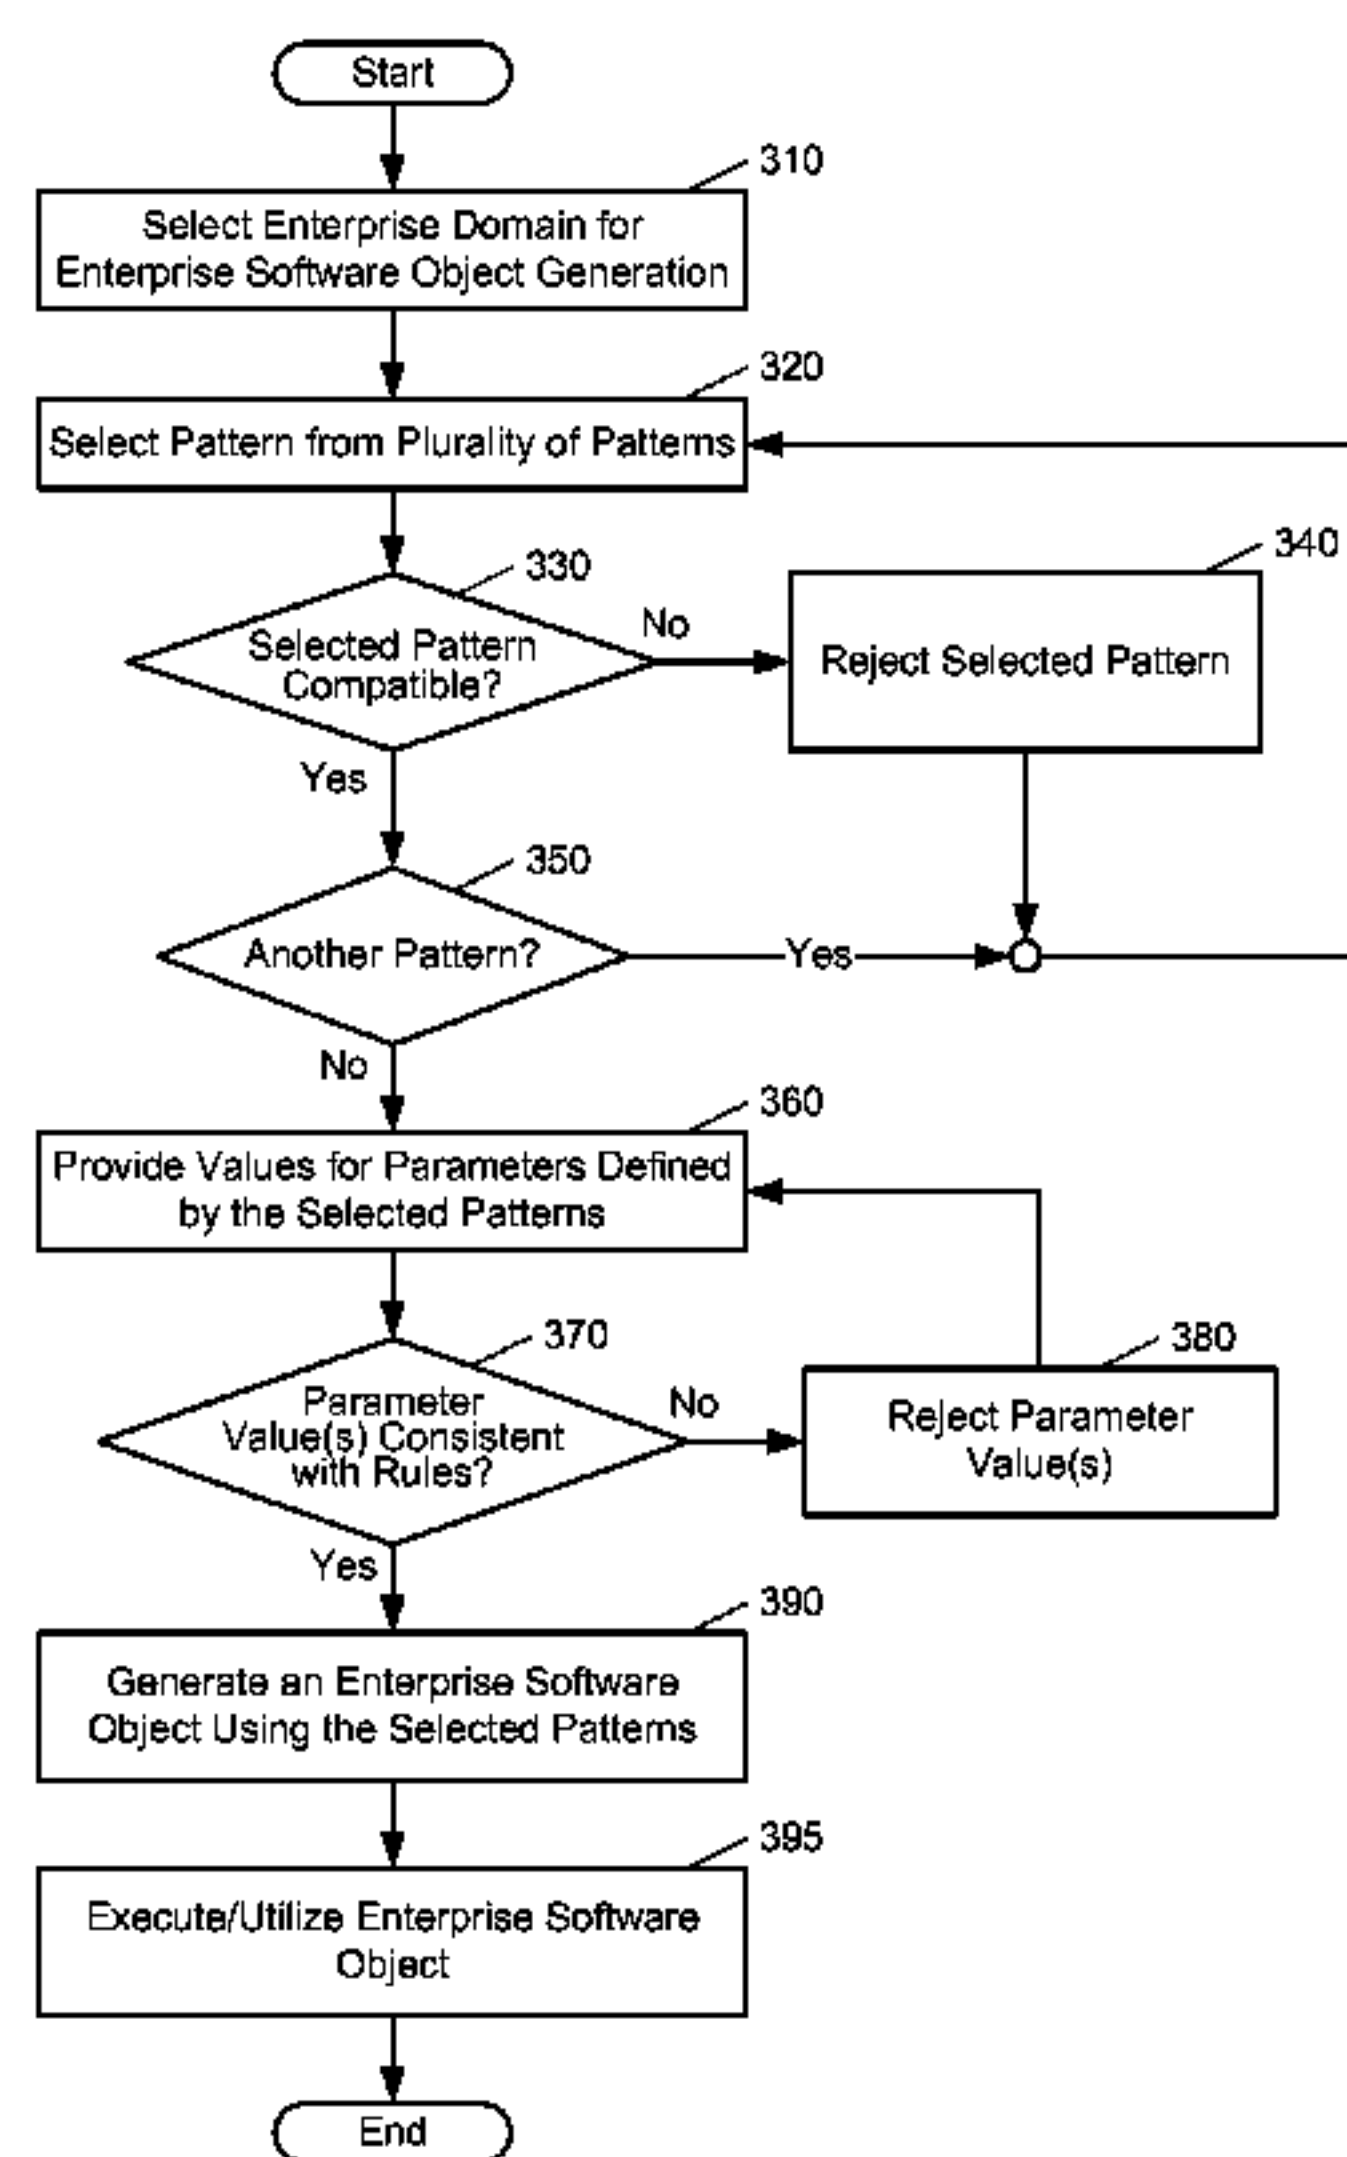 Start
310
Select Enterprise Domain for
Enterprise Software Object Generation
320
Select Pattern from Plurality of Patterns
330
Selected Pattern
Compatible?
No
340
Reject Selected Pattern
Yes
350
Another Pattern?
Yes
No
360
Provide Values for Parameters Defined
by the Selected Patterns
370
Parameter
Value(s) Consistent
with Rules?
No
380
Reject Parameter
Value(s)
Yes
390
Generate an Enterprise Software
Object Using the Selected Patterns
395
Execute/Utilize Enterprise Software
Object
End